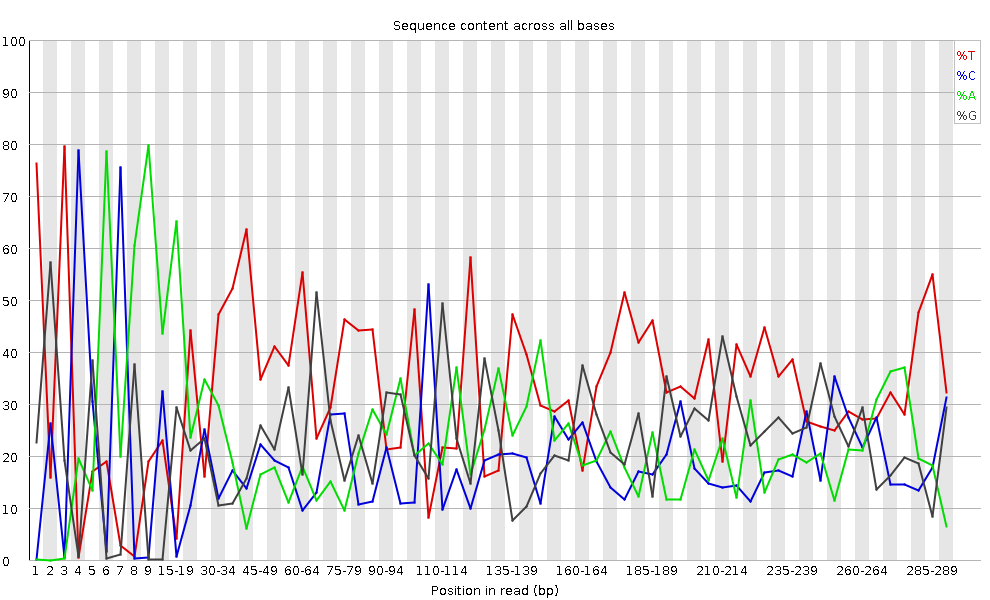 Sequence content across all bases
100
90
80
70
60
50
40
30
20
10
0
%T
%C
%A
%G
1 2 3 4 5 6 7 8 9 15-19 30-34 45-49 60-64 75-79 90-94 110-114 135-139 160-164 185-189 210-214 235-239 260-264 285-289
Position in read (bp)